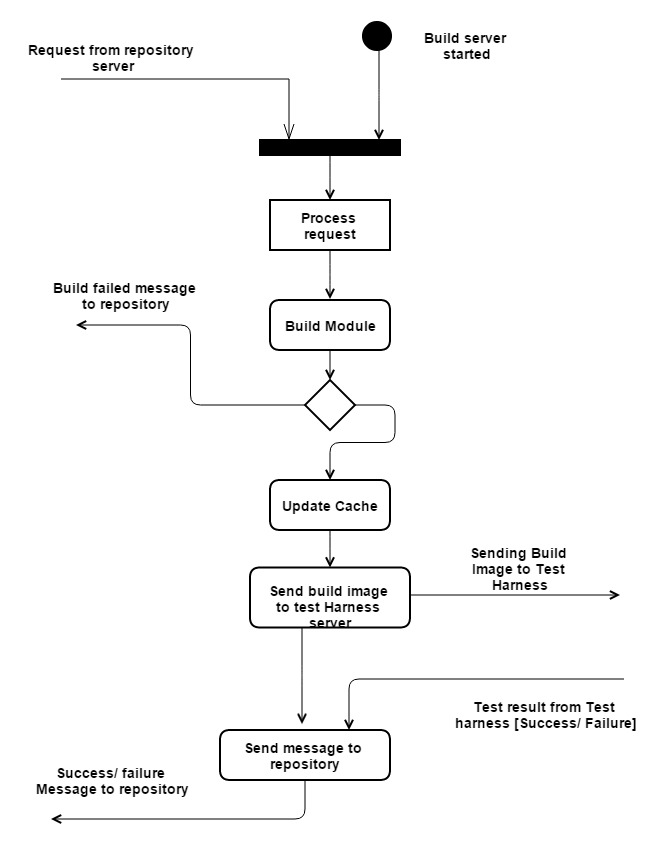 Request from repository
server
Build server
started
Process
request
Build failed message
to repository
Build Module
Update Cache
Sending Build
Image to Test
Harness
Send build image
to test Harness
server
Test result from Test
harness [Success/ Failure]
Send message to
repository
Success/ failure
Message to repository